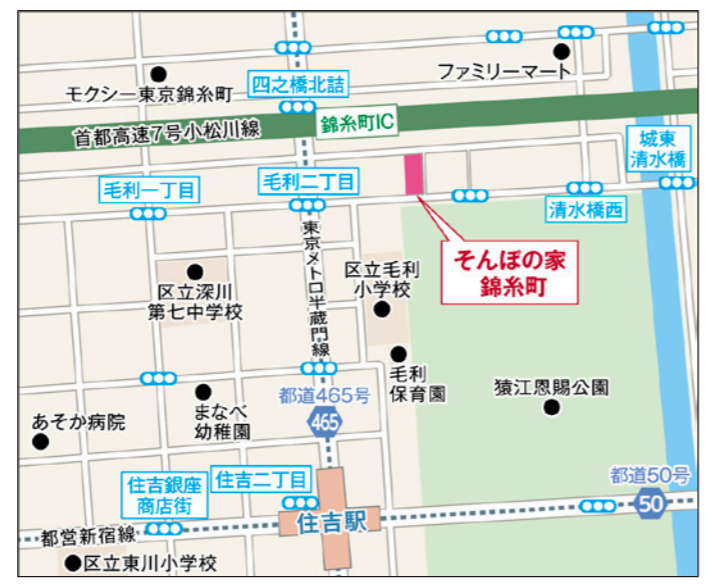 ファミリーマート
モクシー東京錦糸町
四之橋北詰
首都高速7号小松川線
錦糸町IC
城東
清水橋
毛利一丁目
毛利二丁目
清水橋西
東京メトロ半蔵門線
そんぽの家
錦糸町
区立毛利
小学校
区立深川
第七中学校
毛利
保育園
猿江恩賜公園
都道465号
465
まなべ
幼稚園
あそか病院
住吉銀座
商店街
住吉二丁目
都道50号
50
住吉駅
都営新宿線
区立東川小学校